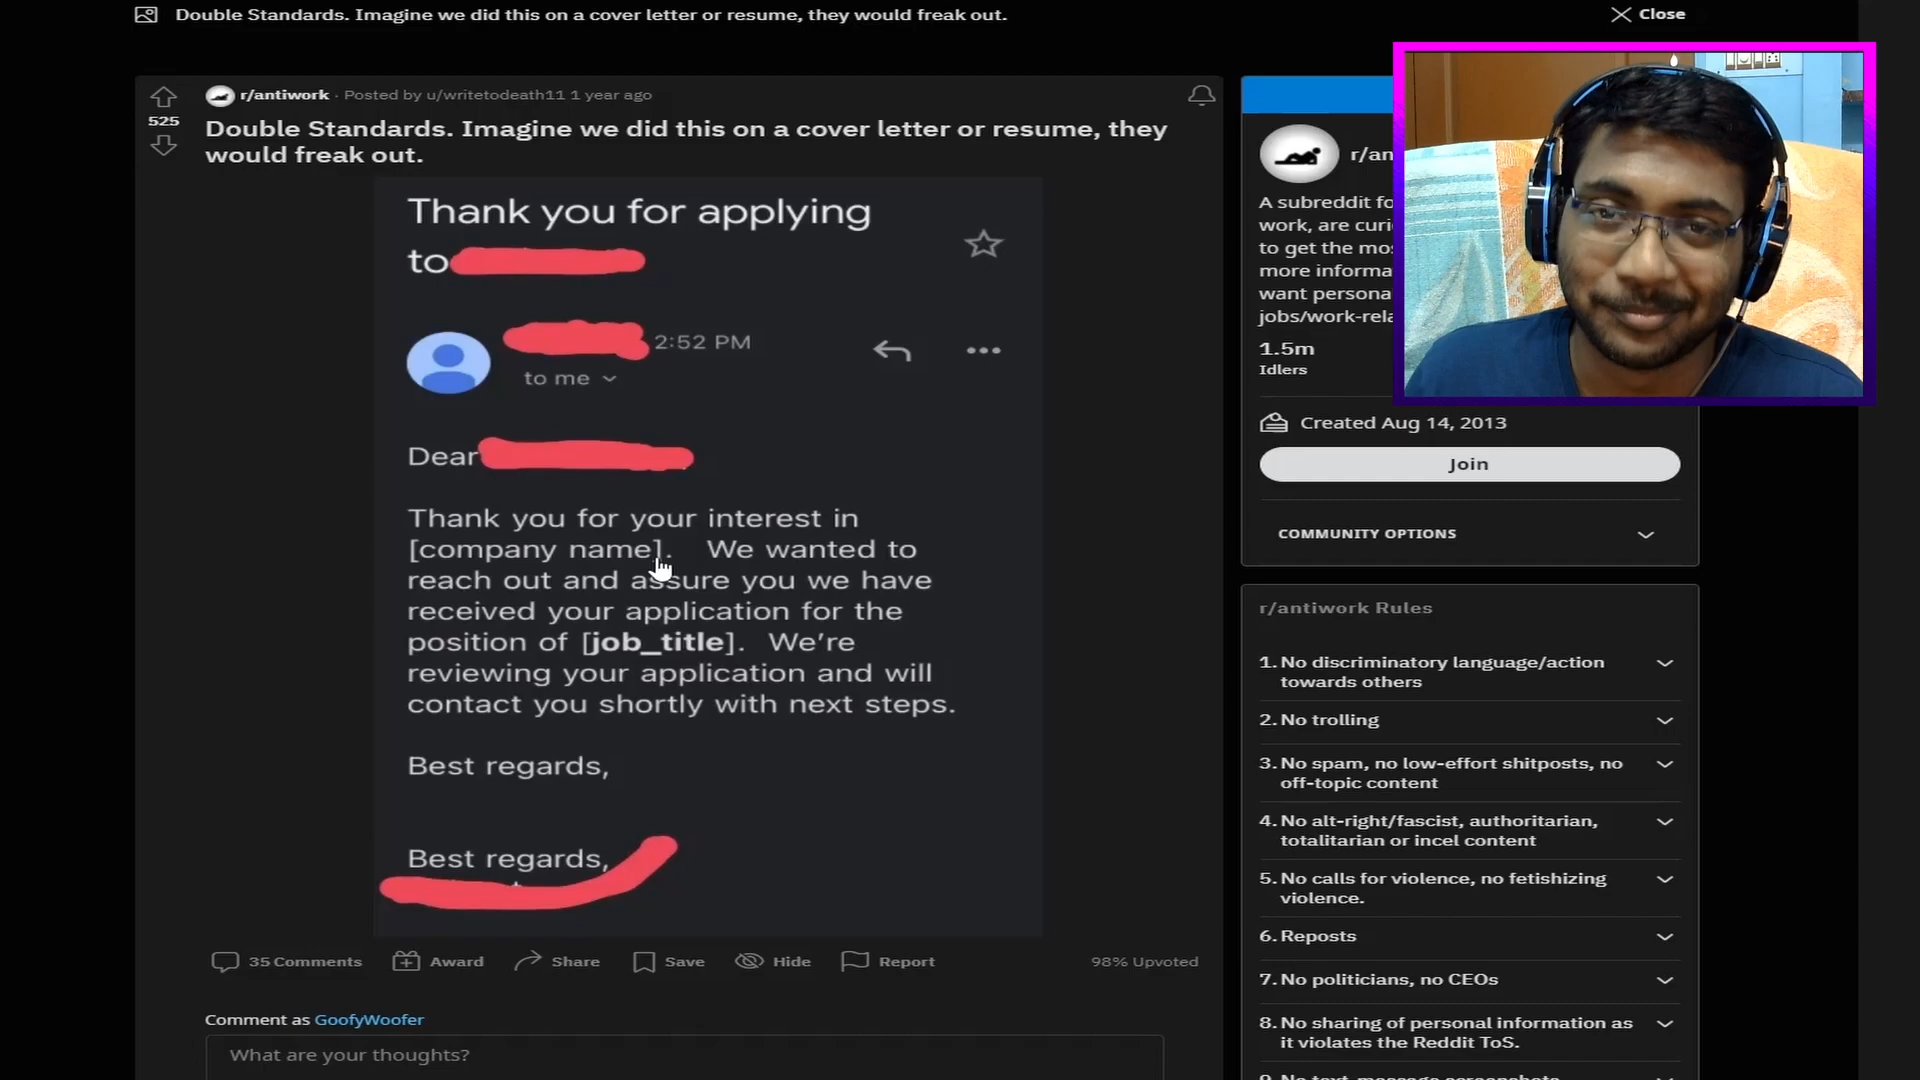 Double Standards. Imagine we did this on a cover letter or resume, they would freak out.
Close
525
r/antiwork · Posted by u/writetodeath11 1 year ago
Double Standards. Imagine we did this on a cover letter or resume, they
would freak out.
Thank you for applying
to
2:52 PM
to me
Dear
Thank you for your interest in
[company name]. We wanted to
reach out and assure you we have
received your application for the
position of [job_title]. We're
reviewing your application and will
contact you shortly with next steps.
Best regards,
Best regards,
35 Comments Award Share Save Hide Report 98% Upvoted
Comment as GoofyWoofer
What are your thoughts?
A subreddit
work, are
to get the
more
want
1.5m
Idlers
Created Aug 14, 2013
Join
COMMUNITY OPTIONS
r/antiwork Rules
1. No discriminatory language/action
towards others
2. No trolling
3. No spam, no low-effort shitposts, no
off-topic content
4. No alt-right/fascist, authoritarian,
totalitarian or incel content
5. No calls for violence, no fetishizing
violence.
6. Reposts
7. No politicians, no CEOs
8. No sharing of personal information as
it violates the Reddit ToS.